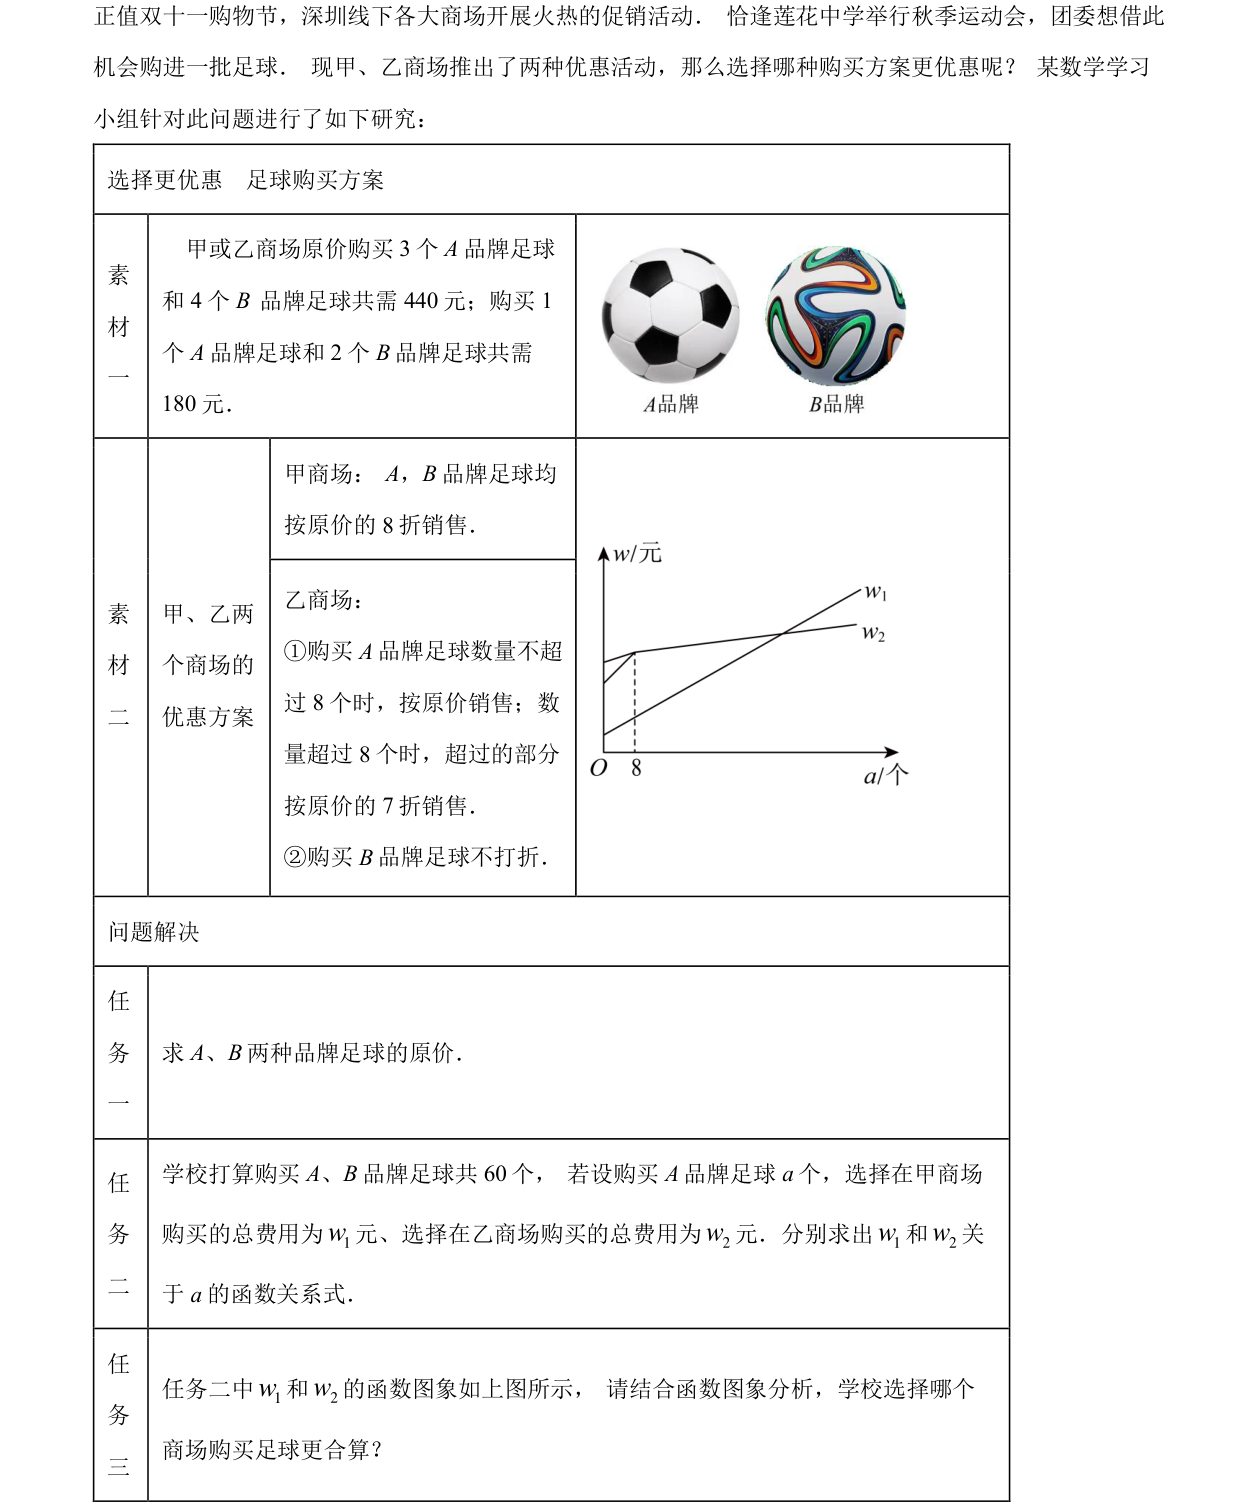 正值双十一购物节，深圳线下各大商场开展火热的促销活动． 恰逢莲花中学举行秋季运动会，团委想借此
机会购进一批足球． 现甲、乙商场推出了两种优惠活动，那么选择哪种购买方案更优惠呢？ 某数学学习
小组针对此问题进行了如下研究：
选择更优惠 足球购买方案
素
材
一
甲或乙商场原价购买 3 个 A 品牌足球
和 4 个 B 品牌足球共需 440 元；购买 1
个 A 品牌足球和 2 个 B 品牌足球共需
180 元．
A品牌
B品牌
素
材
二
甲、乙两
个商场的
优惠方案
甲商场： A，B 品牌足球均
按原价的 8 折销售．
乙商场：
①购买 A 品牌足球数量不超
过 8 个时，按原价销售；数
量超过 8 个时，超过的部分
按原价的 7 折销售．
②购买 B 品牌足球不打折．
w/元
w₁
w₂
O
8
a/个
问题解决
任
务
一
求 A、B 两种品牌足球的原价．
任
务
二
学校打算购买 A、B 品牌足球共 60 个， 若设购买 A 品牌足球 a 个，选择在甲商场
购买的总费用为 w₁ 元、选择在乙商场购买的总费用为 w₂ 元．分别求出 w₁ 和 w₂ 关
于 a 的函数关系式．
任
务
三
任务二中 w₁ 和 w₂ 的函数图象如上图所示， 请结合函数图象分析，学校选择哪个
商场购买足球更合算？